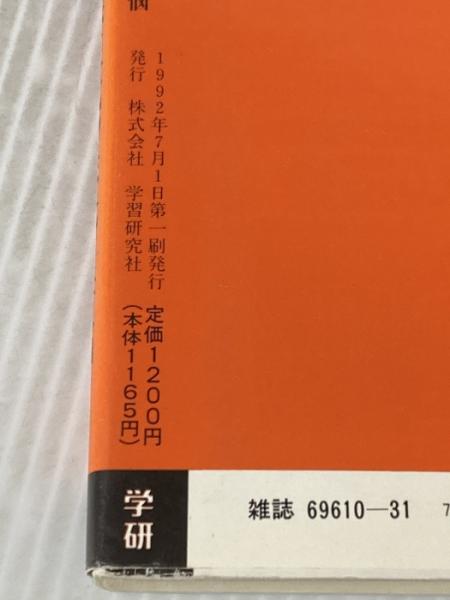 1992年7月1日第一刷発行
発行 株式会社 学習研究社
定価1200円
(本体1165円)
学研
雑誌 69610—31